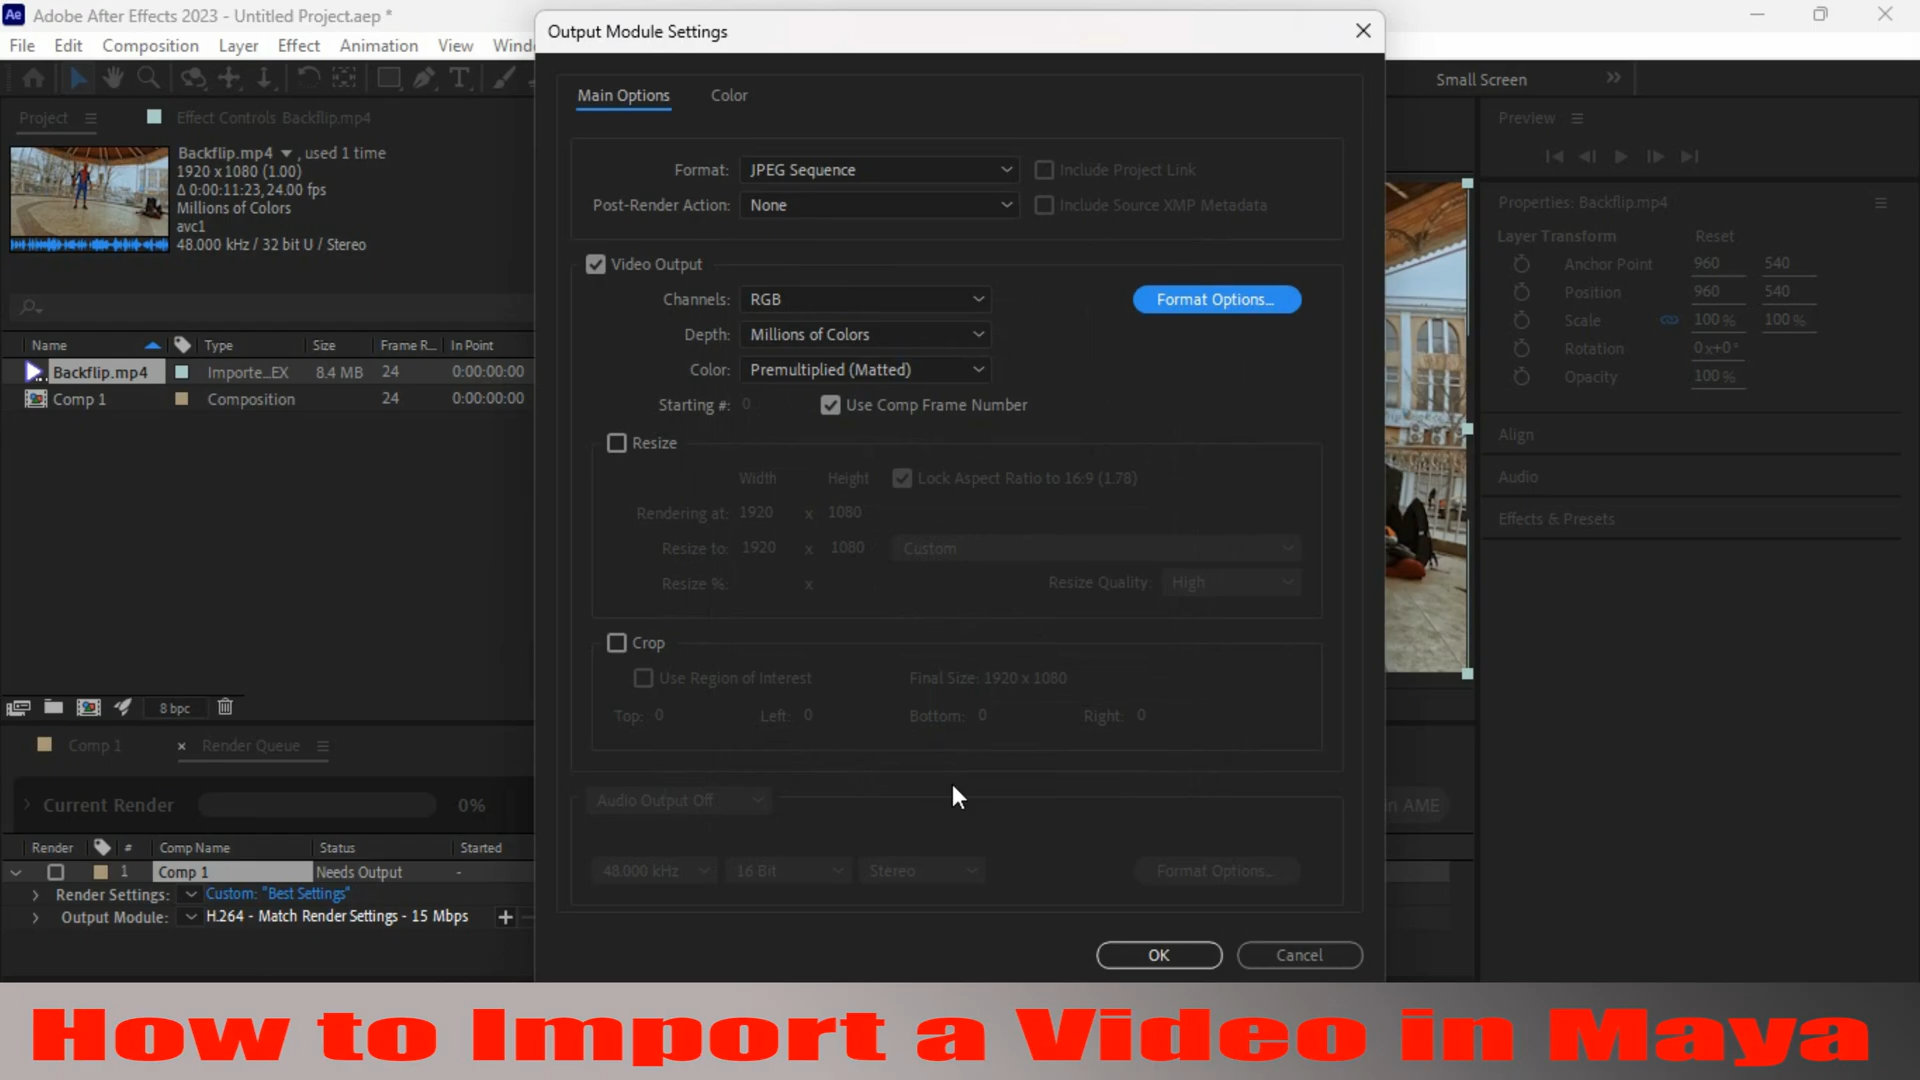 Ae Adobe After Effects 2023 - Untitled Project.aep *
File Edit Composition Layer Effect Animation View Windo
Small Screen
Project
Effect Controls Backflip.mp4
Backflip.mp4 , used 1 time
1920 x 1080 (1.00)
Δ 0:00:11:23, 24.00 fps
Millions of Colors
avc1
48.000 kHz / 32 bit U / Stereo
Name Type Size Frame R... In Point
Backflip.mp4 Importe...EX 8.4 MB 24 0:00:00:00
Comp 1 Composition 24 0:00:00:00
8 bpc
Comp 1
Render Queue
Current Render 0%
Render # Comp Name Status Started
1 Comp 1 Needs Output -
Render Settings: Custom: "Best Settings"
Output Module: H.264 - Match Render Settings - 15 Mbps
Output Module Settings
Main Options Color
Format: JPEG Sequence Include Project Link
Post-Render Action: None Include Source XMP Metadata
Video Output
Channels: RGB Format Options...
Depth: Millions of Colors
Color: Premultiplied (Matted)
Starting #: 0 Use Comp Frame Number
Resize
Width Height Lock Aspect Ratio to 16:9 (1.78)
Rendering at: 1920 x 1080
Resize to: 1920 x 1080 Custom
Resize %: x Resize Quality: High
Crop
Use Region of Interest Final Size: 1920 x 1080
Top: 0 Left: 0 Bottom: 0 Right: 0
Audio Output Off
48.000 kHz 16 Bit Stereo Format Options...
OK Cancel
n AME
Preview
Properties: Backflip.mp4
Layer Transform Reset
Anchor Point 960 540
Position 960 540
Scale 100 % 100 %
Rotation 0x+0°
Opacity 100 %
Align
Audio
Effects & Presets
How to Import a Video in Maya